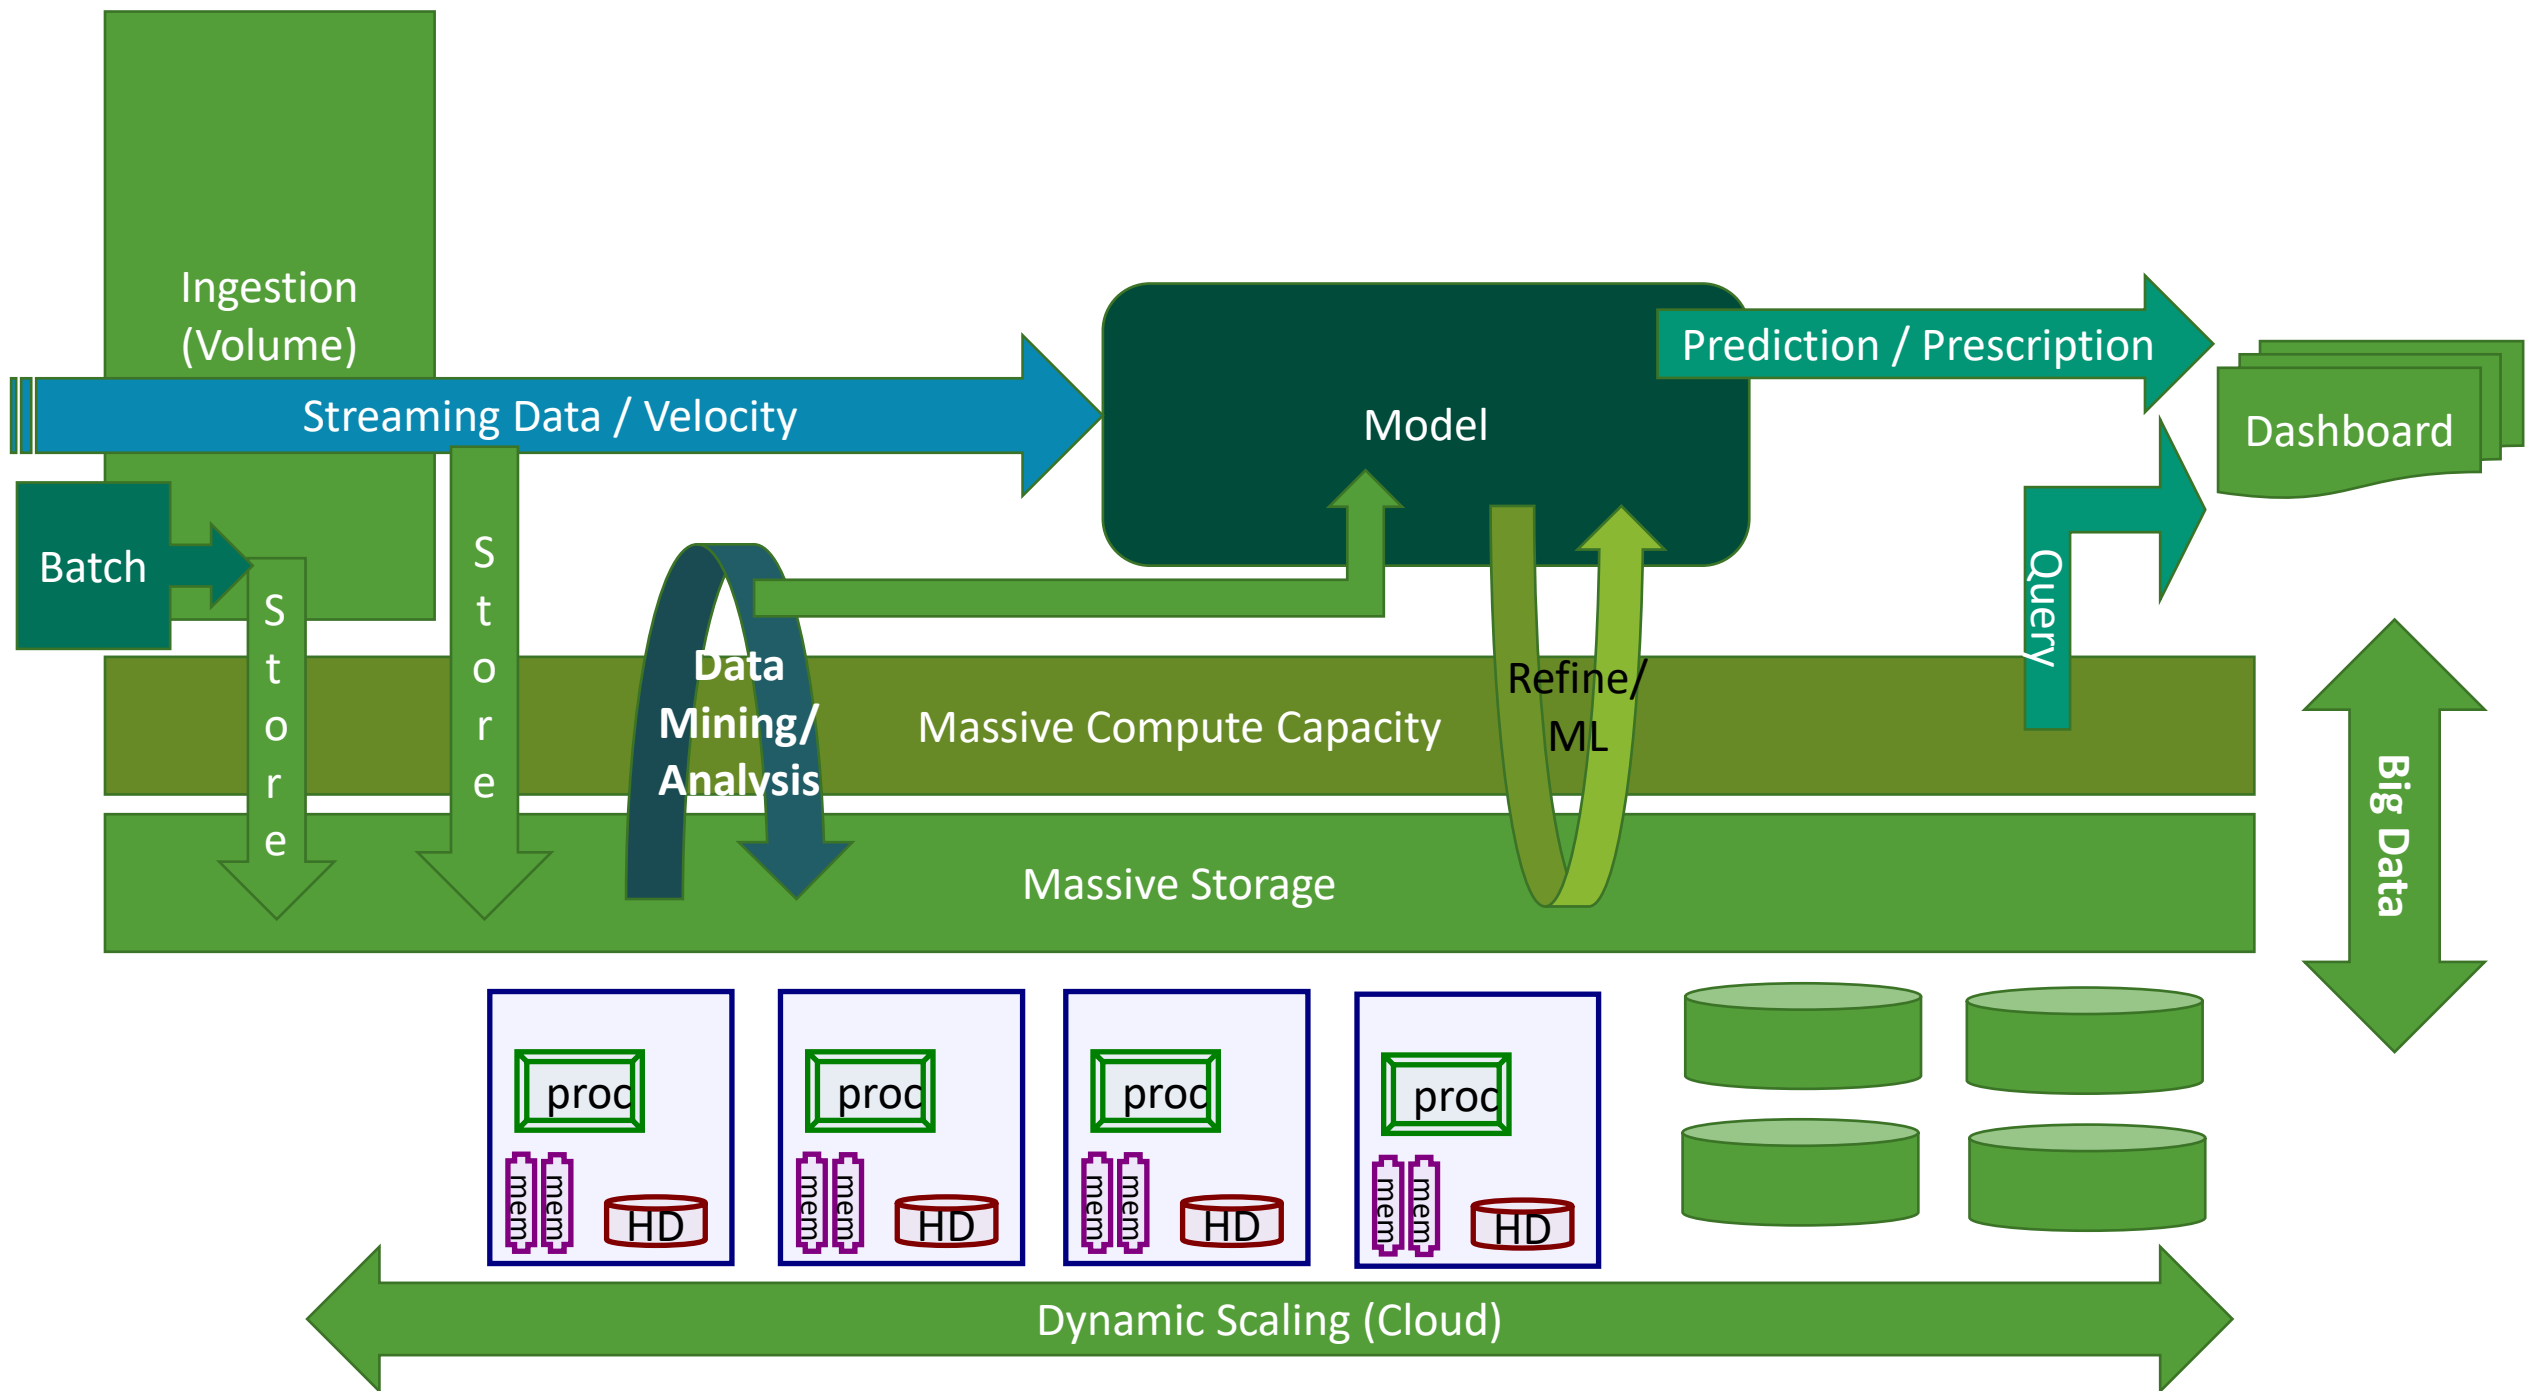 Ingestion
(Volume)
Streaming Data / Velocity
Model
Prediction / Prescription
Dashboard
Batch
Store
Store
Query
Data
Mining/
Analysis
Massive Compute Capacity
Refine/
ML
Massive Storage
Big Data
proc
proc
proc
proc
mem
mem
HD
mem
mem
HD
mem
mem
HD
mem
mem
HD
Dynamic Scaling (Cloud)